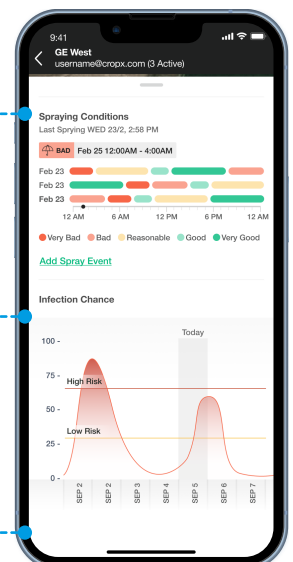 9:41
GE West
username@cropx.com (3 Active)
Spraying Conditions
Last Sprying WED 23/2, 2:58 PM
BAD Feb 25 12:00AM - 4:00AM
Feb 23
Feb 23
Feb 23
12 AM 6 AM 12 PM 6 PM 12 AM
Very Bad Bad Reasonable Good Very Good
Add Spray Event
Infection Chance
Today
100 -
75 -
High Risk
50 -
Low Risk
25 -
0 -
SEP 2 SEP 2 SEP 3 SEP 4 SEP 5 SEP 6 SEP 7